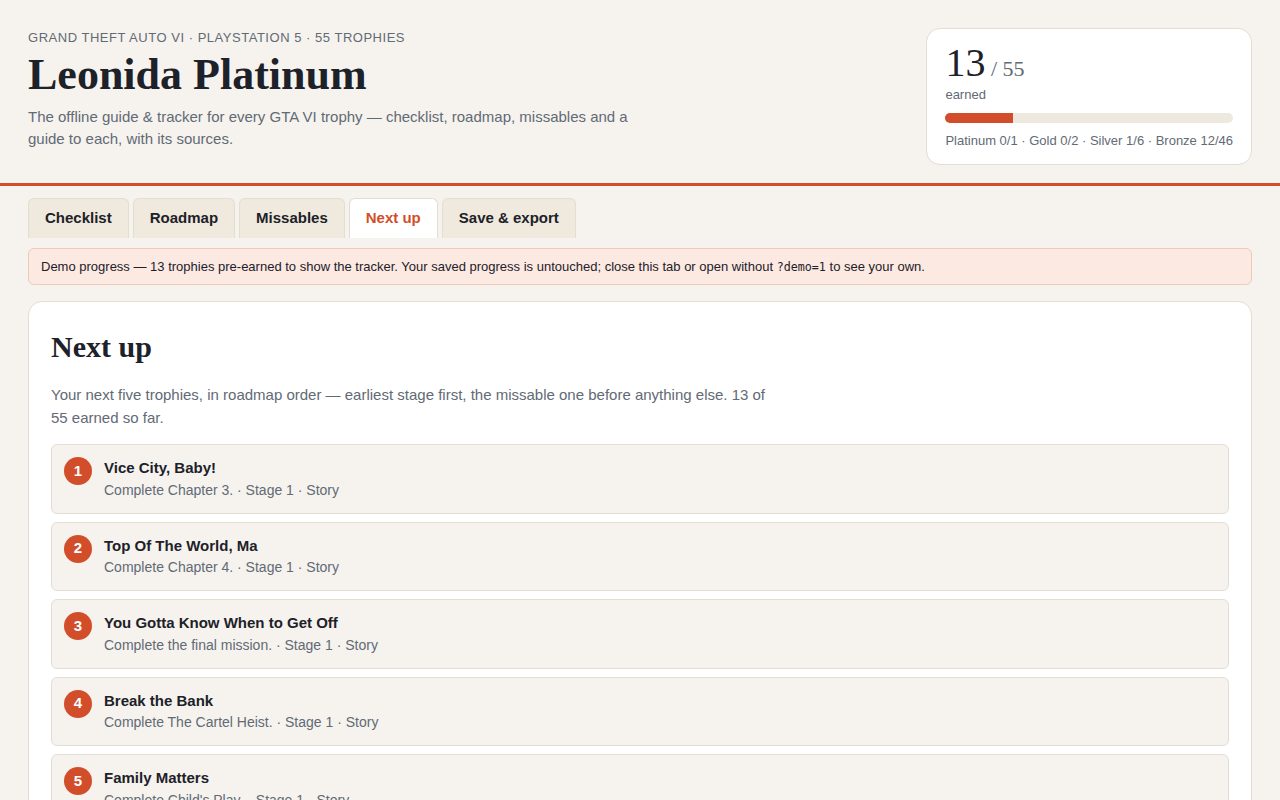 GRAND THEFT AUTO VI · PLAYSTATION 5 · 55 TROPHIES
Leonida Platinum
The offline guide & tracker for every GTA VI trophy — checklist, roadmap, missables and a
guide to each, with its sources.
13 / 55
earned
Platinum 0/1 · Gold 0/2 · Silver 1/6 · Bronze 12/46
Checklist
Roadmap
Missables
Next up
Save & export
Demo progress — 13 trophies pre-earned to show the tracker. Your saved progress is untouched; close this tab or open without ?demo=1 to see your own.
Next up
Your next five trophies, in roadmap order — earliest stage first, the missable one before anything else. 13 of
55 earned so far.
1
Vice City, Baby!
Complete Chapter 3. · Stage 1 · Story
2
Top Of The World, Ma
Complete Chapter 4. · Stage 1 · Story
3
You Gotta Know When to Get Off
Complete the final mission. · Stage 1 · Story
4
Break the Bank
Complete The Cartel Heist. · Stage 1 · Story
5
Family Matters
Complete Child's Play. · Stage 1 · Story